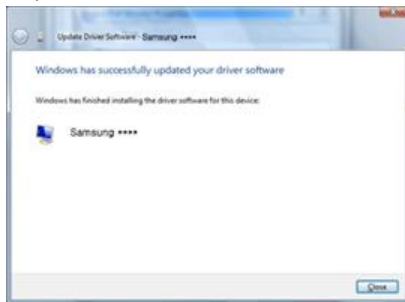 Update Driver Software - Samsung ****
Windows has successfully updated your driver software
Windows has finished installing the driver software for this device:
Samsung ****
Close